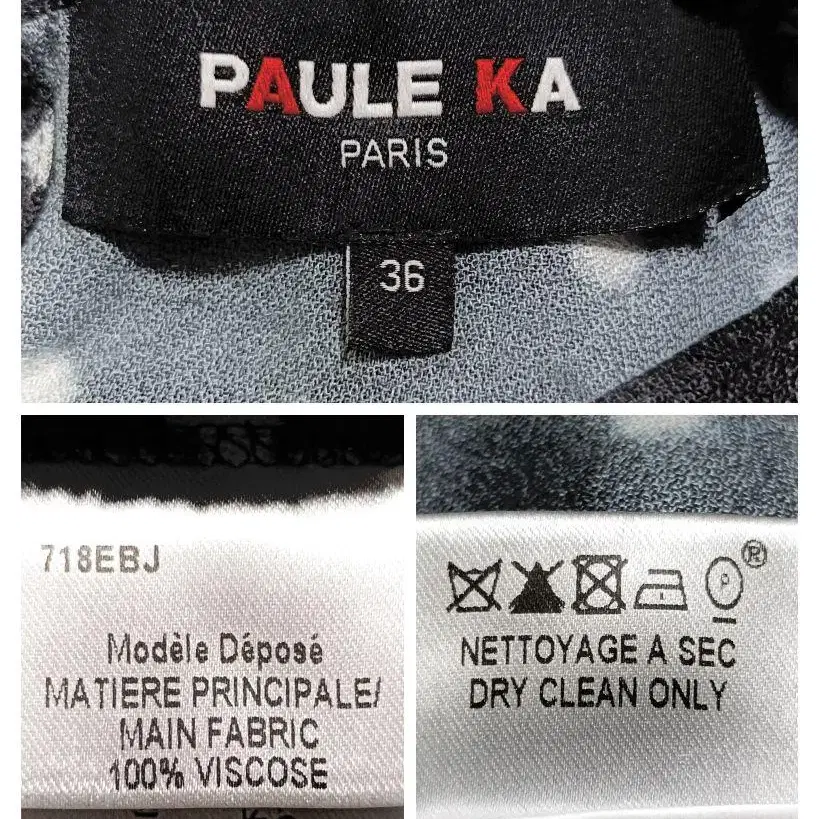 PAULE KA
PARIS
36
718EBJ
Modèle Déposé
MATIERE PRINCIPALE/
MAIN FABRIC
100% VISCOSE
P ®
NETTOYAGE A SEC
DRY CLEAN ONLY